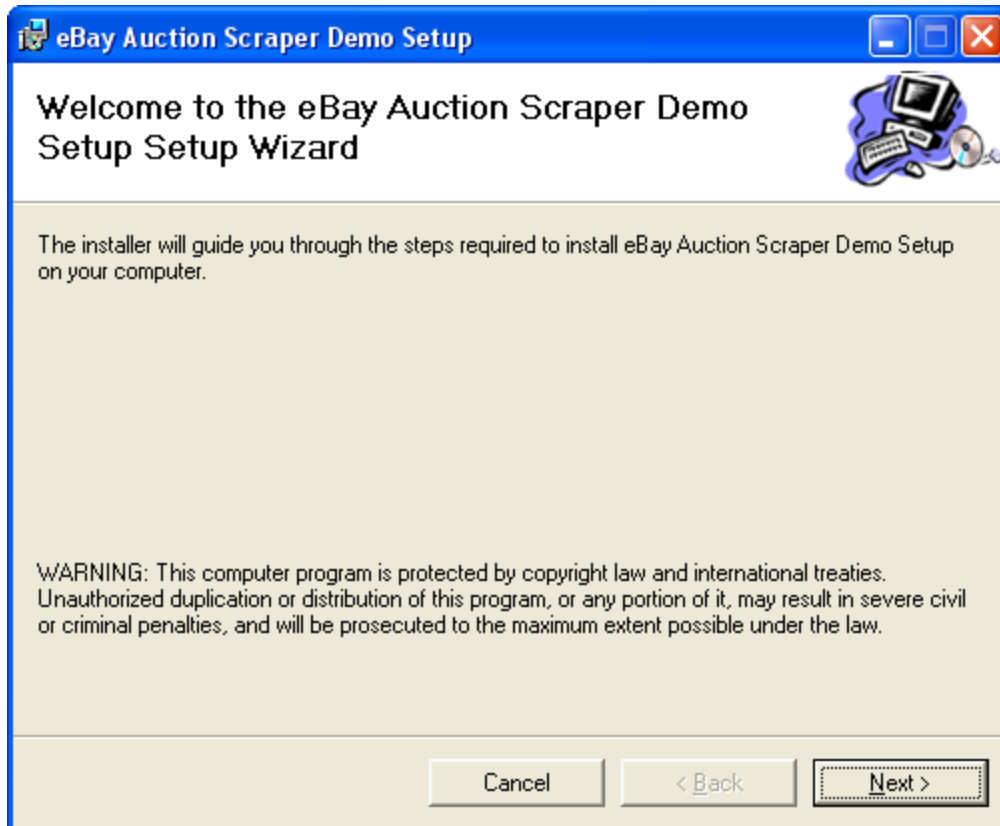 eBay Auction Scraper Demo Setup
Welcome to the eBay Auction Scraper Demo
Setup Setup Wizard
The installer will guide you through the steps required to install eBay Auction Scraper Demo Setup
on your computer.
WARNING: This computer program is protected by copyright law and international treaties.
Unauthorized duplication or distribution of this program, or any portion of it, may result in severe civil
or criminal penalties, and will be prosecuted to the maximum extent possible under the law.
Cancel < Back Next >